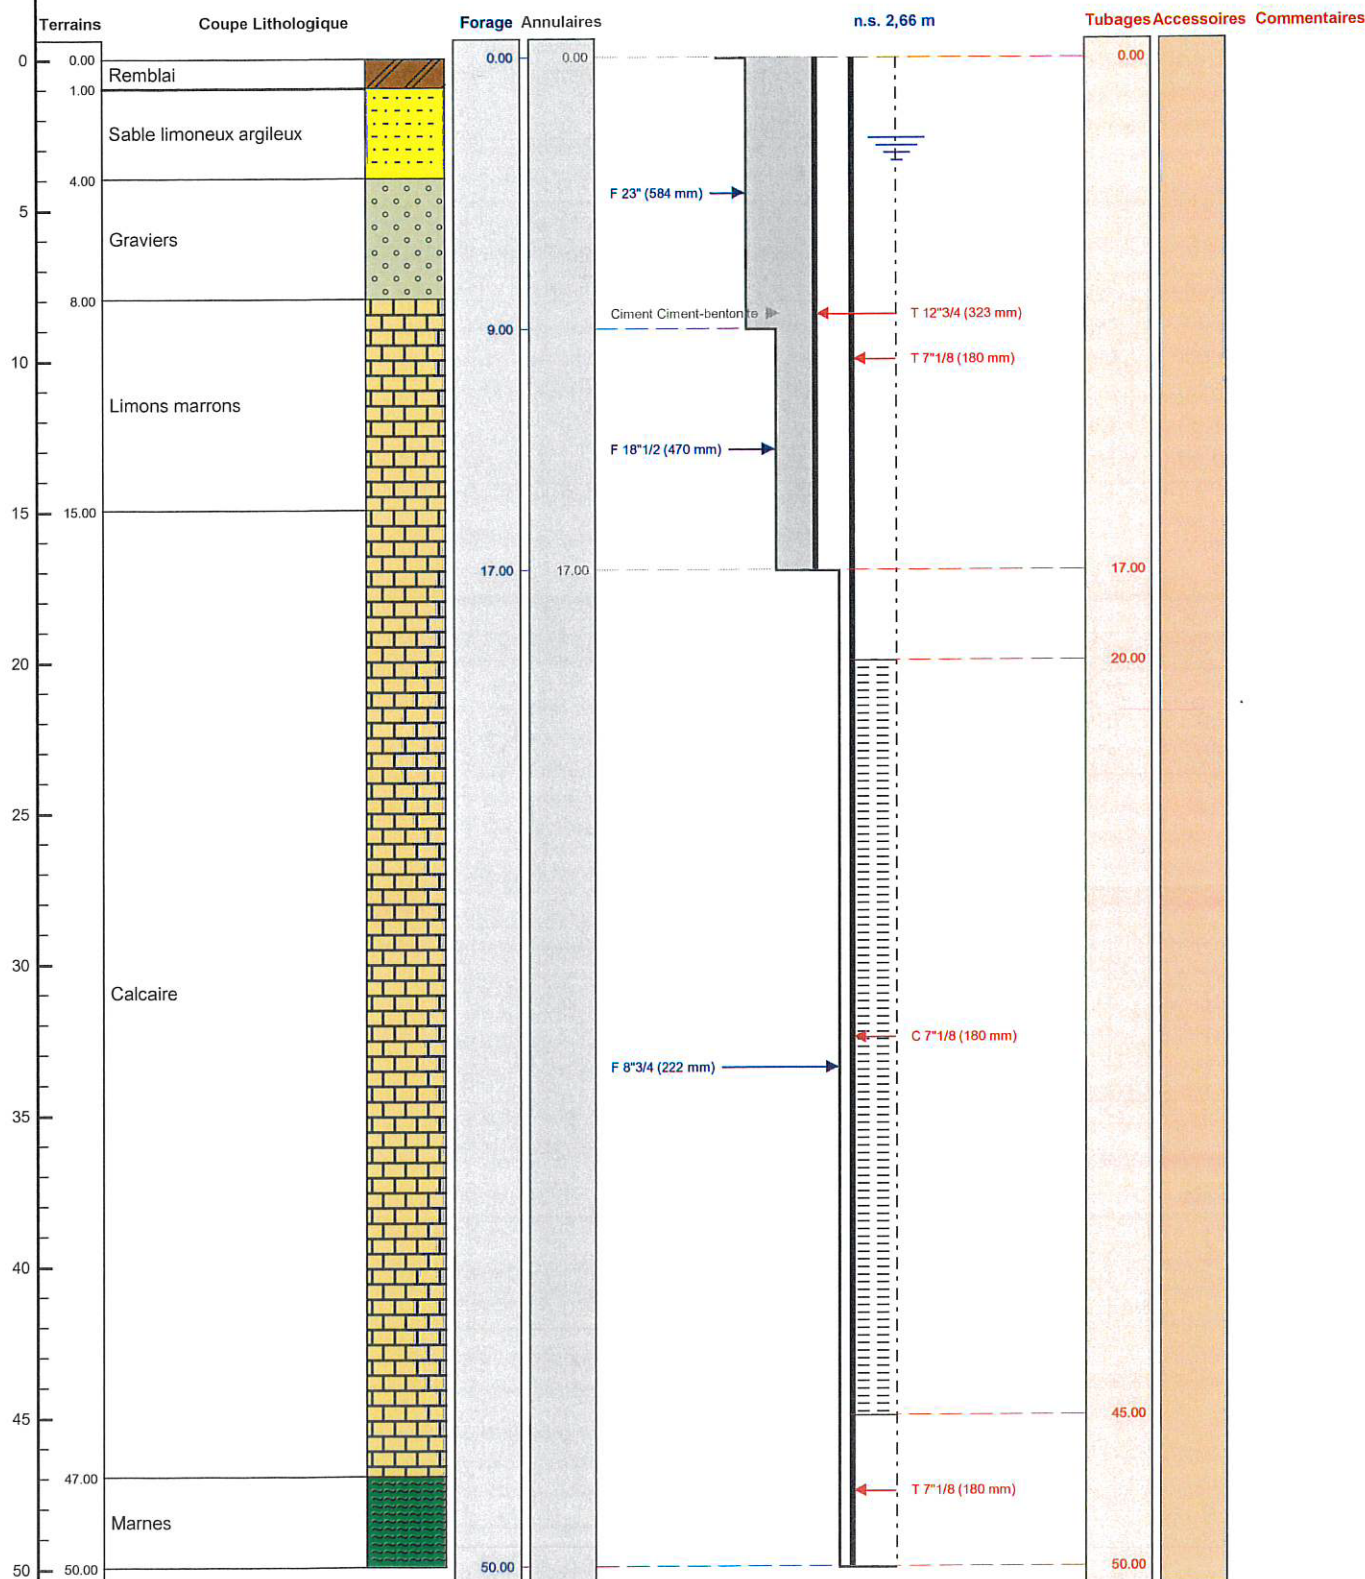 Terrains Coupe Lithologique Forage Annulaires n.s. 2,66 m Tubages Accessoires Commentaires
0 0.00 0.00 0.00 0.00
Remblai
1.00
Sable limoneux argileux
4.00
F 23" (584 mm)
5
Graviers
8.00
Ciment Ciment-bentonite T 12"3/4 (323 mm)
9.00
10 T 7"1/8 (180 mm)
Limons marrons
F 18"1/2 (470 mm)
15 15.00
17.00 17.00 17.00
20 20.00
25
30
Calcaire
C 7"1/8 (180 mm)
F 8"3/4 (222 mm)
35
40
45 45.00
47.00
T 7"1/8 (180 mm)
Marnes
50 50.00 50.00 50.00